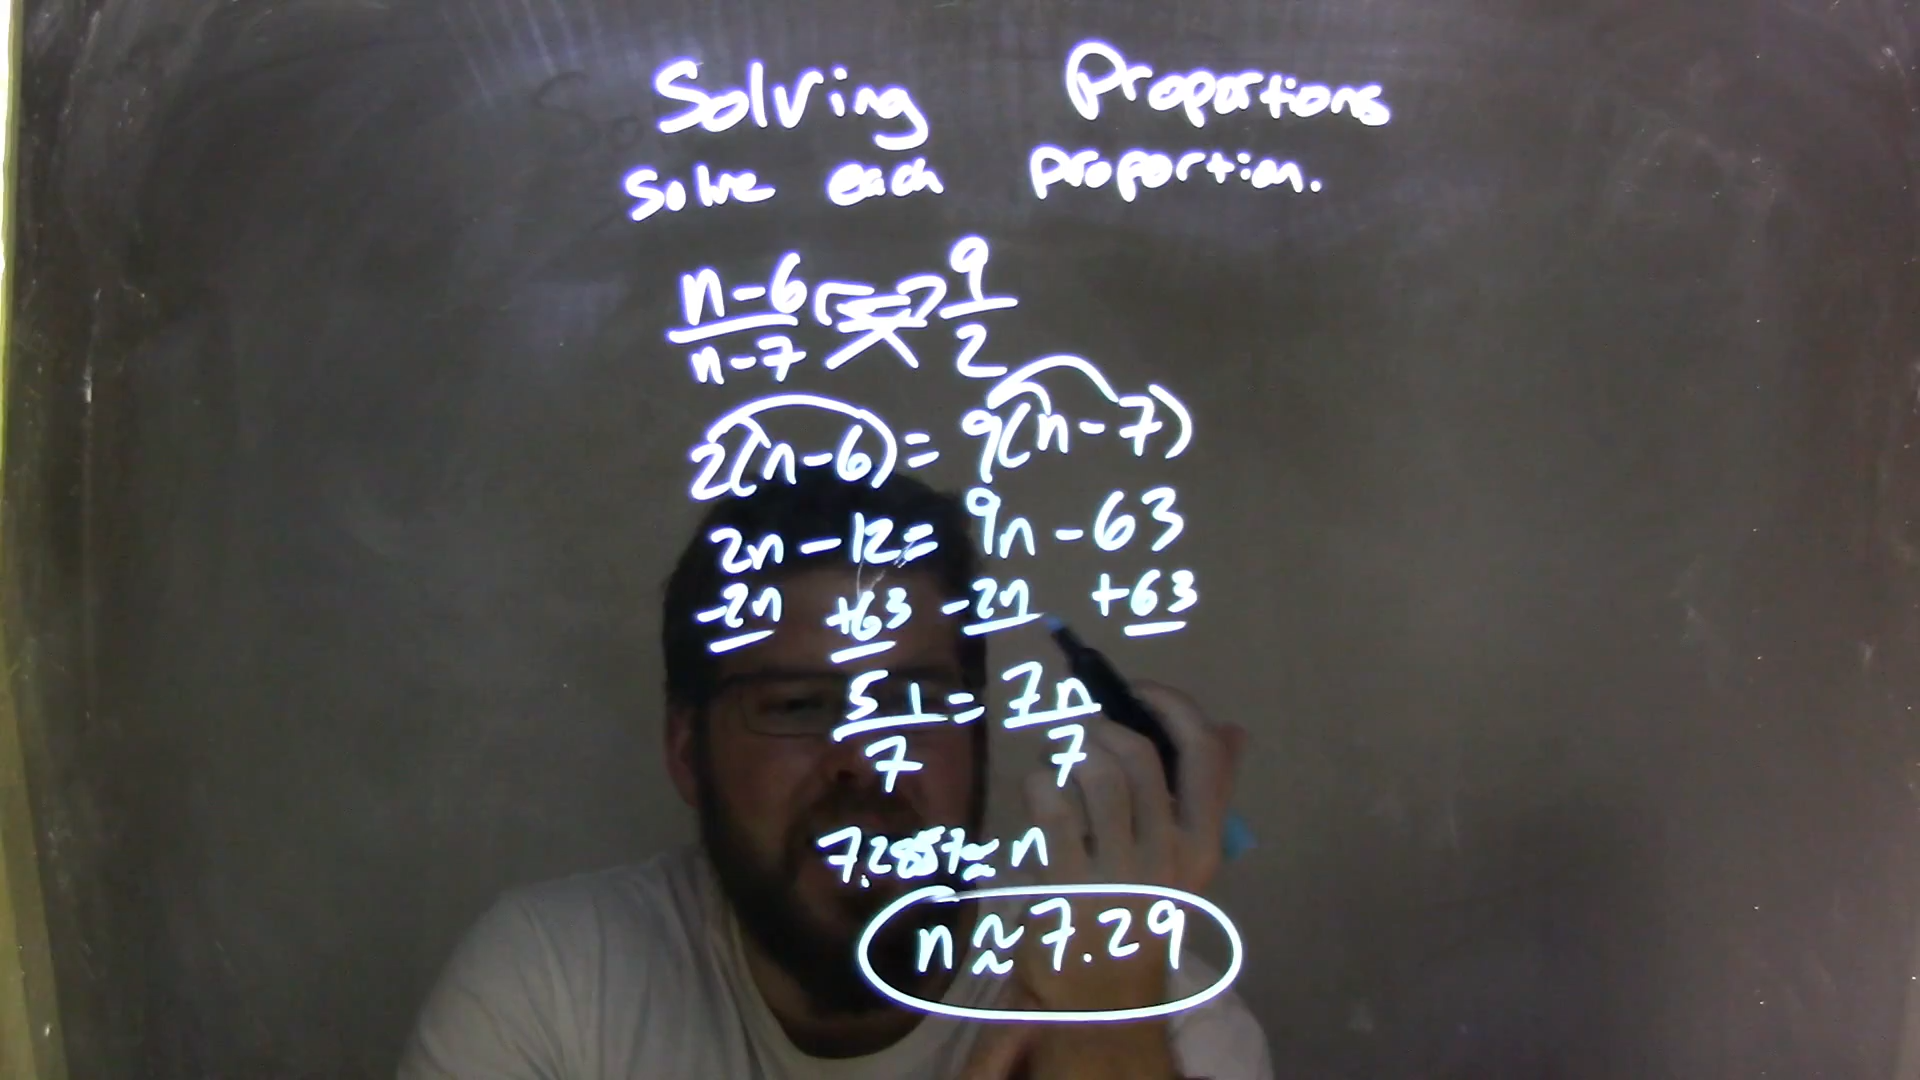 Solving Proportions
Solve each proportion.
n-6 = 9
n-7 2
2(n-6) = 9(n-7)
2n - 12 = 9n - 63
-2n +63 -2n +63
51 = 7n
7 7
7.2857 ≈ n
n ≈ 7.29